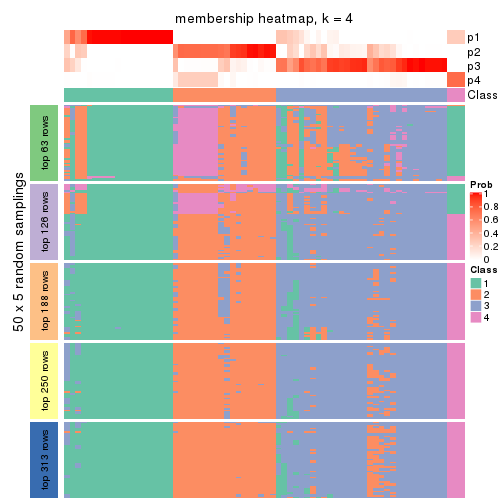 membership heatmap, k = 4
p1
p2
p3
p4
Class
50 x 5 random samplings
top 63 rows
top 126 rows
top 188 rows
top 250 rows
top 313 rows
Prob
1
0.8
0.6
0.4
0.2
0
Class
1
2
3
4